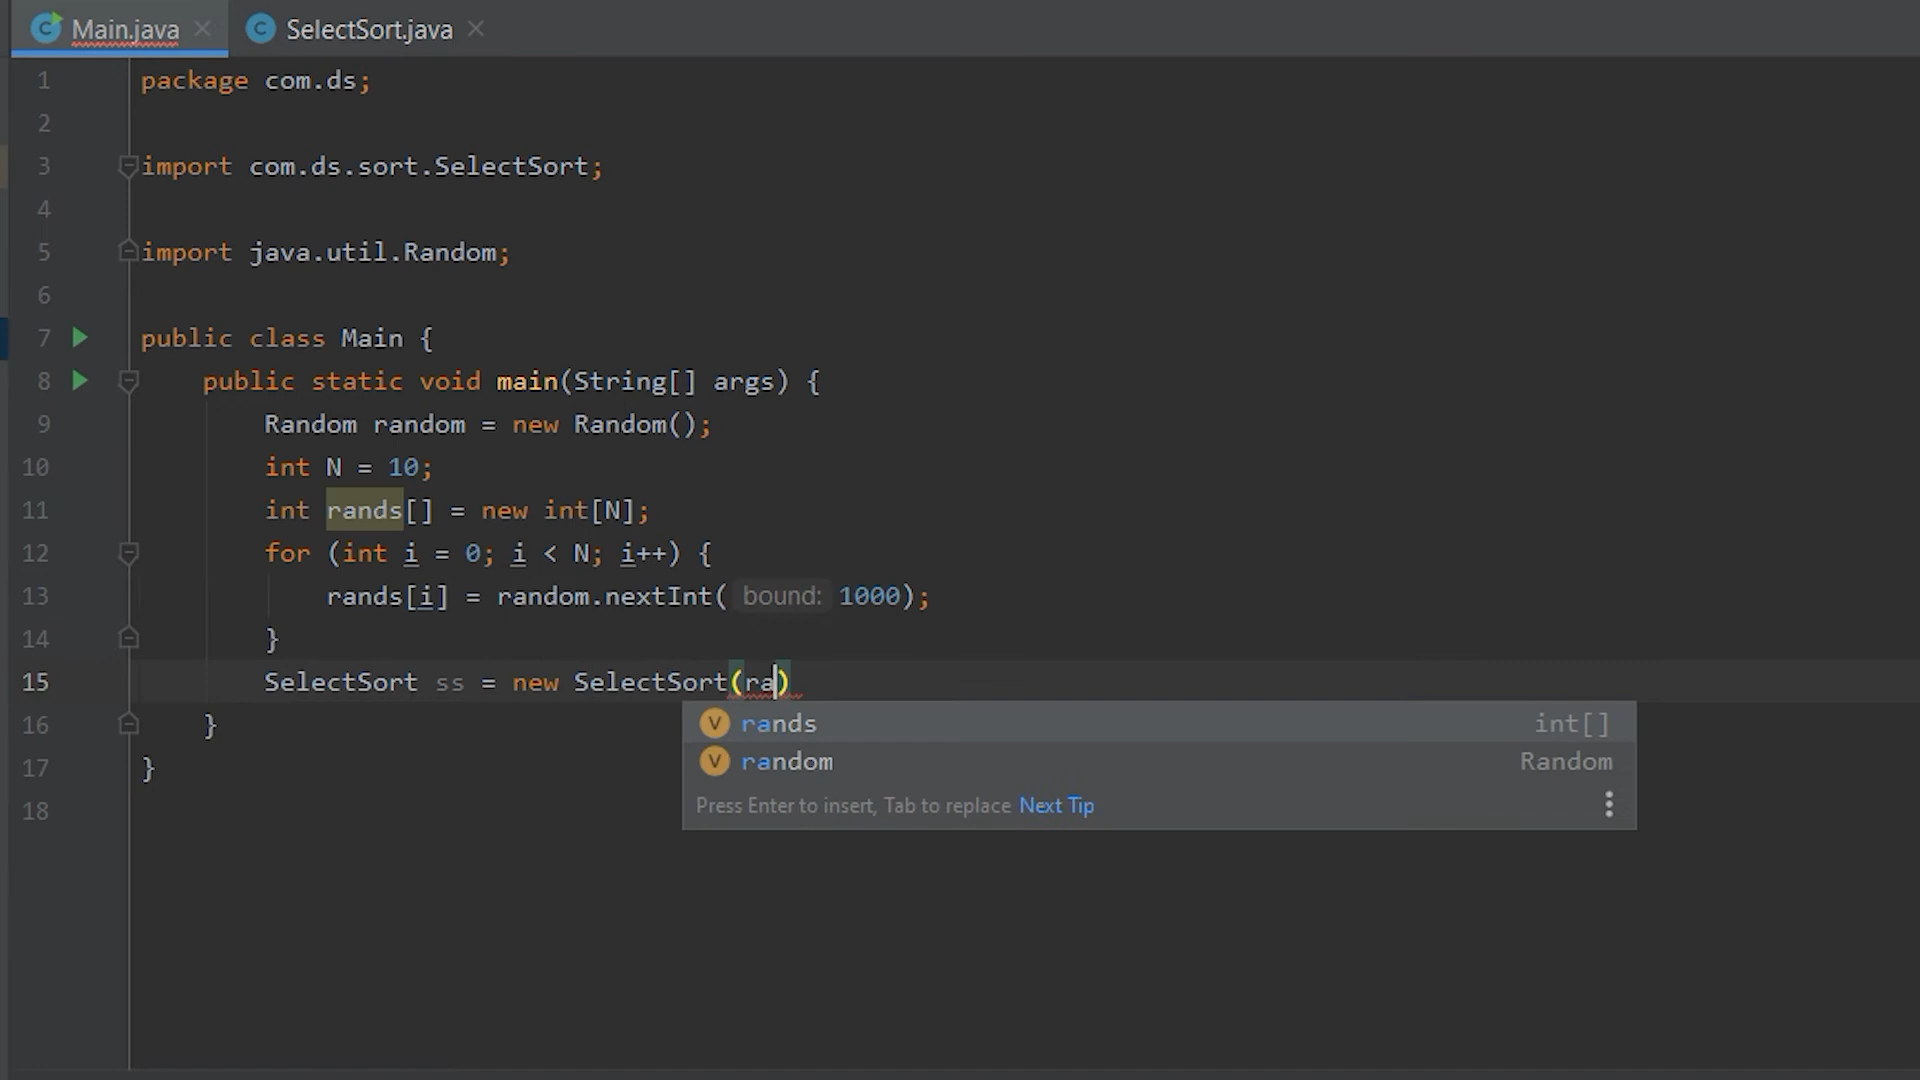 Main.java SelectSort.java
1 package com.ds;
2
3 import com.ds.sort.SelectSort;
4
5 import java.util.Random;
6
7 public class Main {
8 public static void main(String[] args) {
9 Random random = new Random();
10 int N = 10;
11 int rands[] = new int[N];
12 for (int i = 0; i < N; i++) {
13 rands[i] = random.nextInt( bound: 1000);
14 }
15 SelectSort ss = new SelectSort(ra)
16 }
rands int[]
17 }
random Random
18
Press Enter to insert, Tab to replace Next Tip